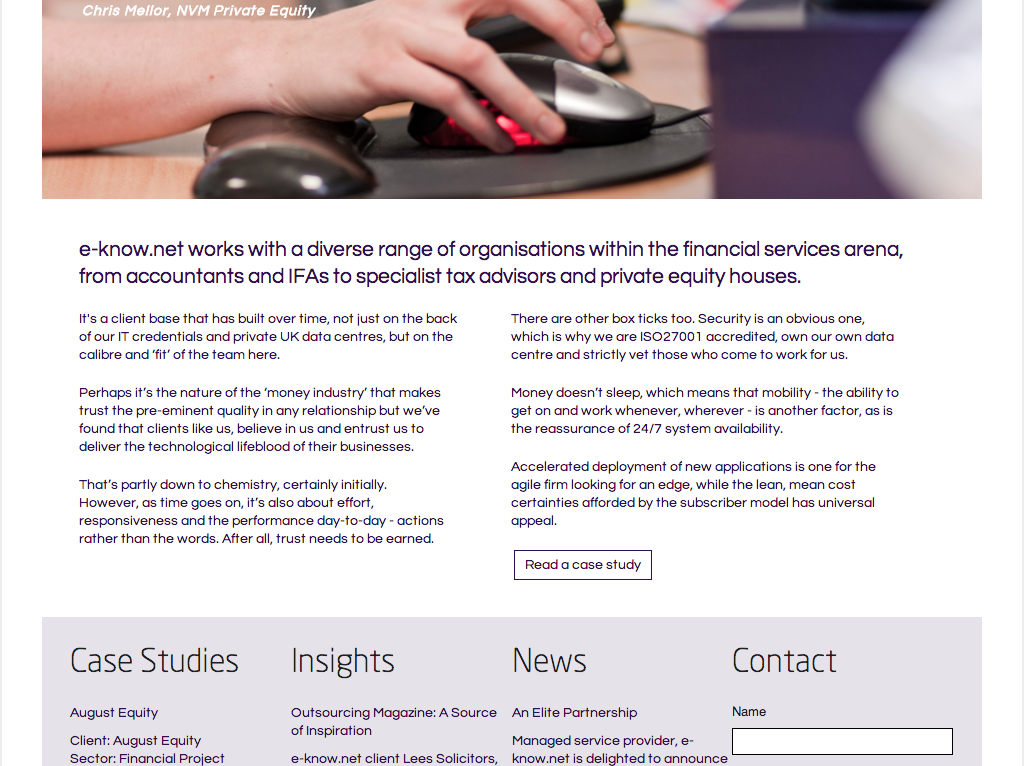 Chris Mellor, NVM Private Equity
e-know.net works with a diverse range of organisations within the financial services arena,
from accountants and IFAs to specialist tax advisors and private equity houses.
It's a client base that has built over time, not just on the back
of our IT credentials and private UK data centres, but on the
calibre and ‘fit’ of the team here.
Perhaps it’s the nature of the ‘money industry’ that makes
trust the pre-eminent quality in any relationship but we’ve
found that clients like us, believe in us and entrust us to
deliver the technological lifeblood of their businesses.
That’s partly down to chemistry, certainly initially.
However, as time goes on, it’s also about effort,
responsiveness and the performance day-to-day - actions
rather than the words. After all, trust needs to be earned.
There are other box ticks too. Security is an obvious one,
which is why we are ISO27001 accredited, own our own data
centre and strictly vet those who come to work for us.
Money doesn’t sleep, which means that mobility - the ability to
get on and work whenever, wherever - is another factor, as is
the reassurance of 24/7 system availability.
Accelerated deployment of new applications is one for the
agile firm looking for an edge, while the lean, mean cost
certainties afforded by the subscriber model has universal
appeal.
Read a case study
Case Studies
August Equity
Client: August Equity
Sector: Financial Project
Insights
Outsourcing Magazine: A Source
of Inspiration
e-know.net client Lees Solicitors,
News
An Elite Partnership
Managed service provider, e-
know.net is delighted to announce
Contact
Name